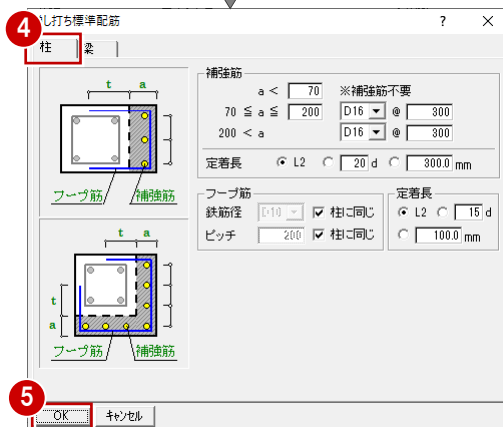 4
し打ち標準配筋 ? ×
柱 梁
t a
フープ筋 補強筋
t a
t
a
フープ筋 補強筋
補強筋
a < 70 ※補強筋不要
70 ≦ a ≦ 200 D16 @ 300
200 < a D16 @ 300
定着長 L2 20 d 300.0 mm
フープ筋
鉄筋径 D10 柱に同じ
ピッチ 200 柱に同じ
定着長
L2 15 d
100.0 mm
5
OK キャンセル